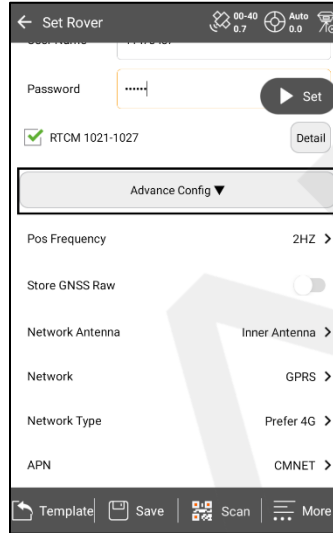 ← Set Rover
00-40
0.7
Auto
0.0
Password
••••••
Set
RTCM 1021-1027
Detail
Advance Config ▼
Pos Frequency 2HZ >
Store GNSS Raw
Network Antenna Inner Antenna >
Network GPRS >
Network Type Prefer 4G >
APN CMNET >
Template Save Scan More